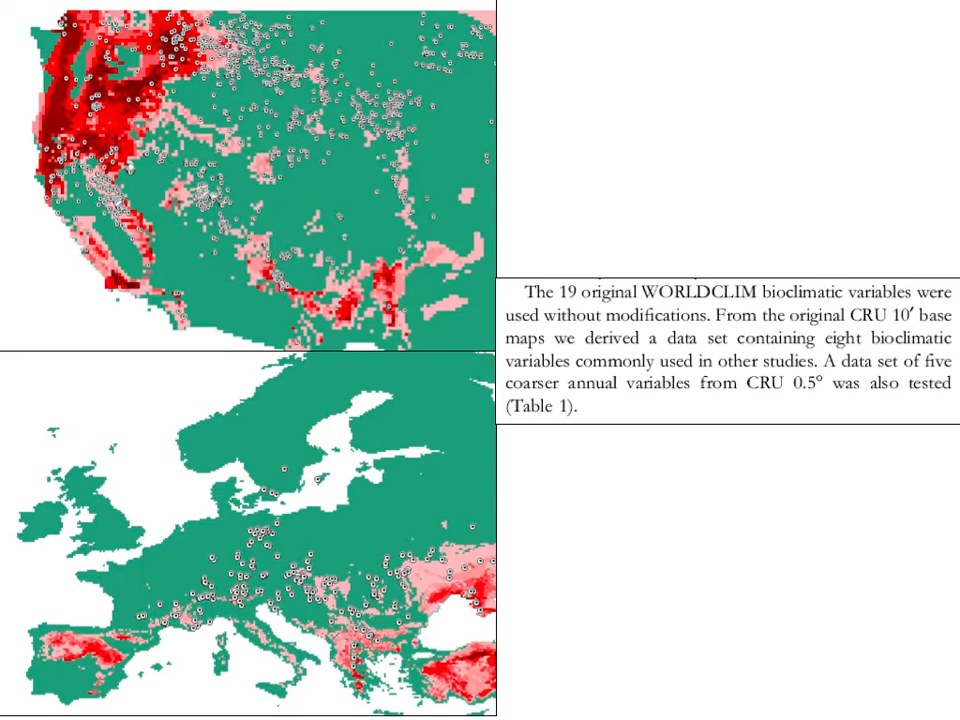 The 19 original WORLDCLIM bioclimatic variables were
used without modifications. From the original CRU 10′ base
maps we derived a data set containing eight bioclimatic
variables commonly used in other studies. A data set of five
coarser annual variables from CRU 0.5° was also tested
(Table 1).